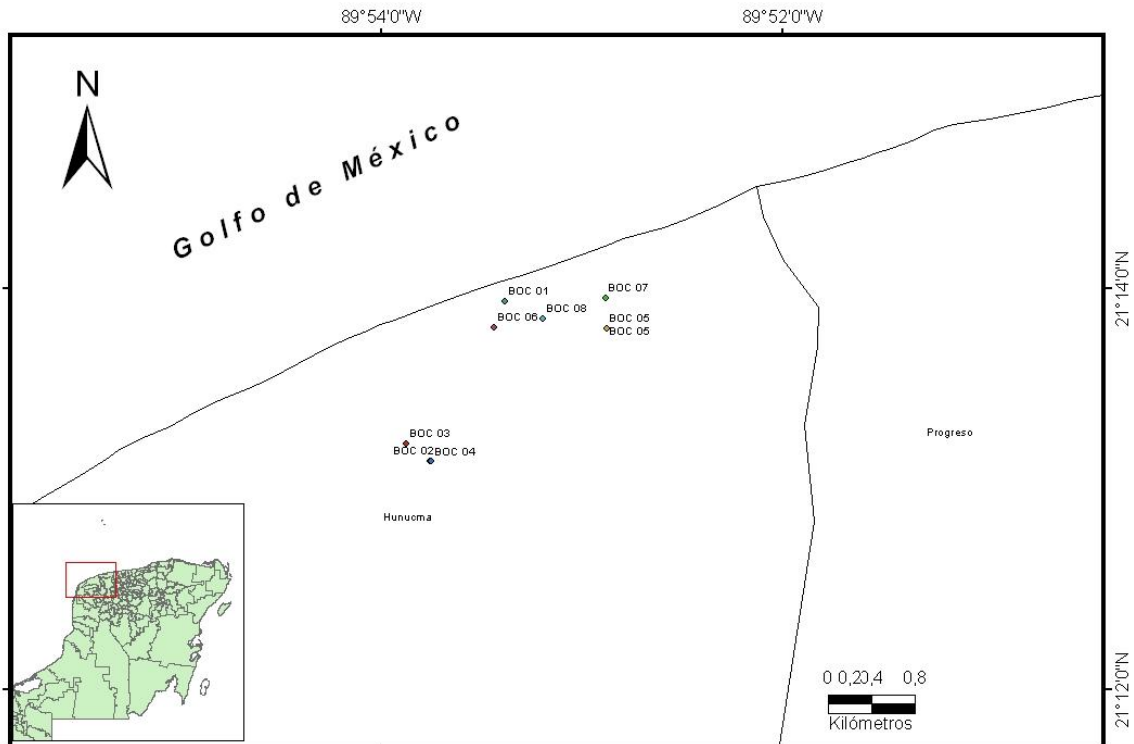 89°54'0"W
89°52'0"W
N
Golfo de México
BOC 01
BOC 07
BOC 08
BOC 06
BOC 05
BOC 05
21°14'0"N
BOC 03
BOC 02
BOC 04
Progreso
Hunucma
0 0,2 0,4 0,8
Kilómetros
21°12'0"N